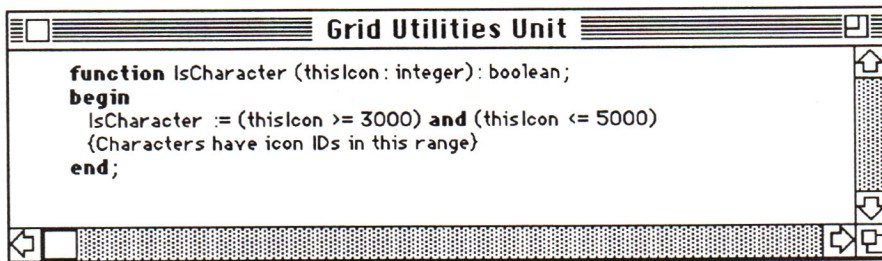 Grid Utilities Unit
function IsCharacter (thisIcon : integer) : boolean;
begin
IsCharacter := (thisIcon >= 3000) and (thisIcon <= 5000)
{Characters have icon IDs in this range}
end;